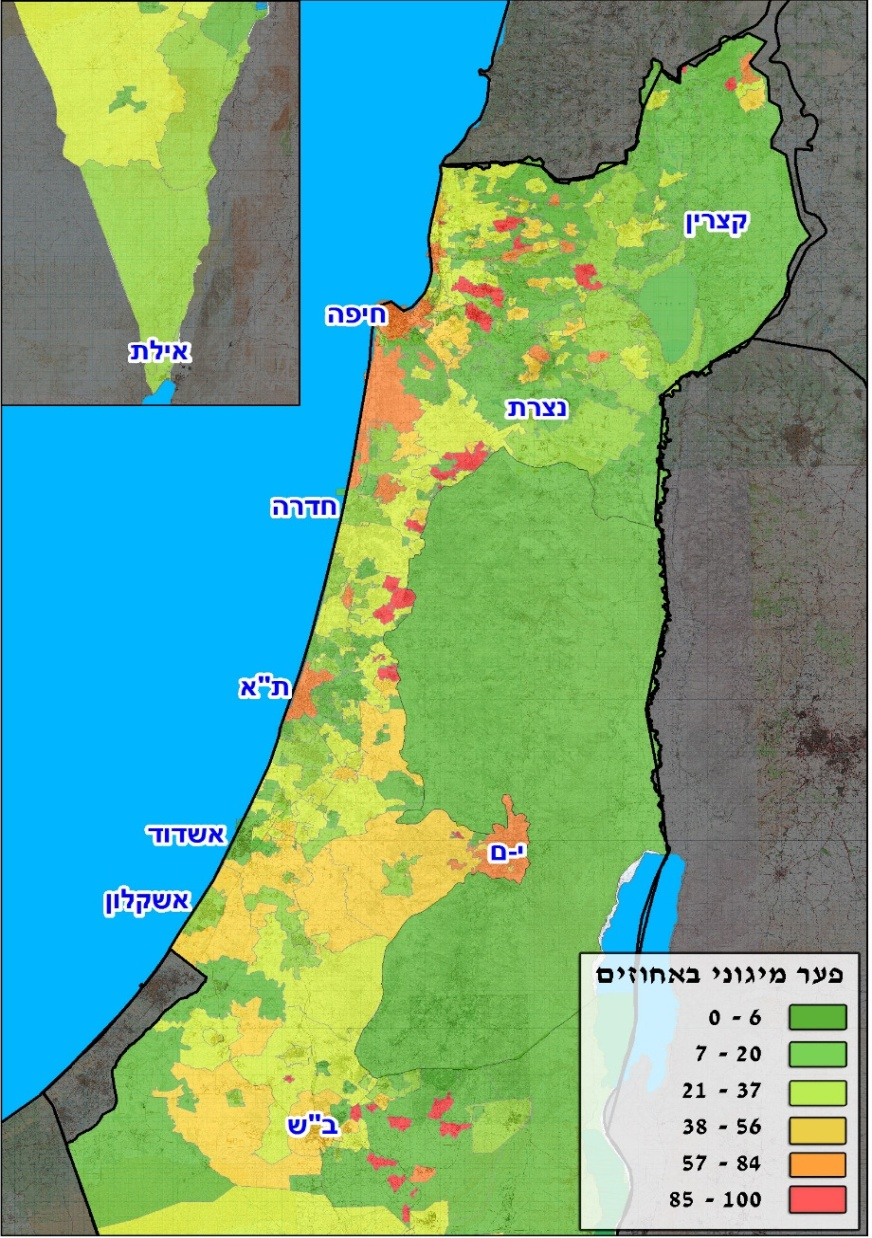 קצרין
חיפה
אילת
נצרת
חדרה
ת"א
אשדוד
י-ם
אשקלון
ב"ש
פער מיגוני באחוזים
0 - 6
7 - 20
21 - 37
38 - 56
57 - 84
85 - 100